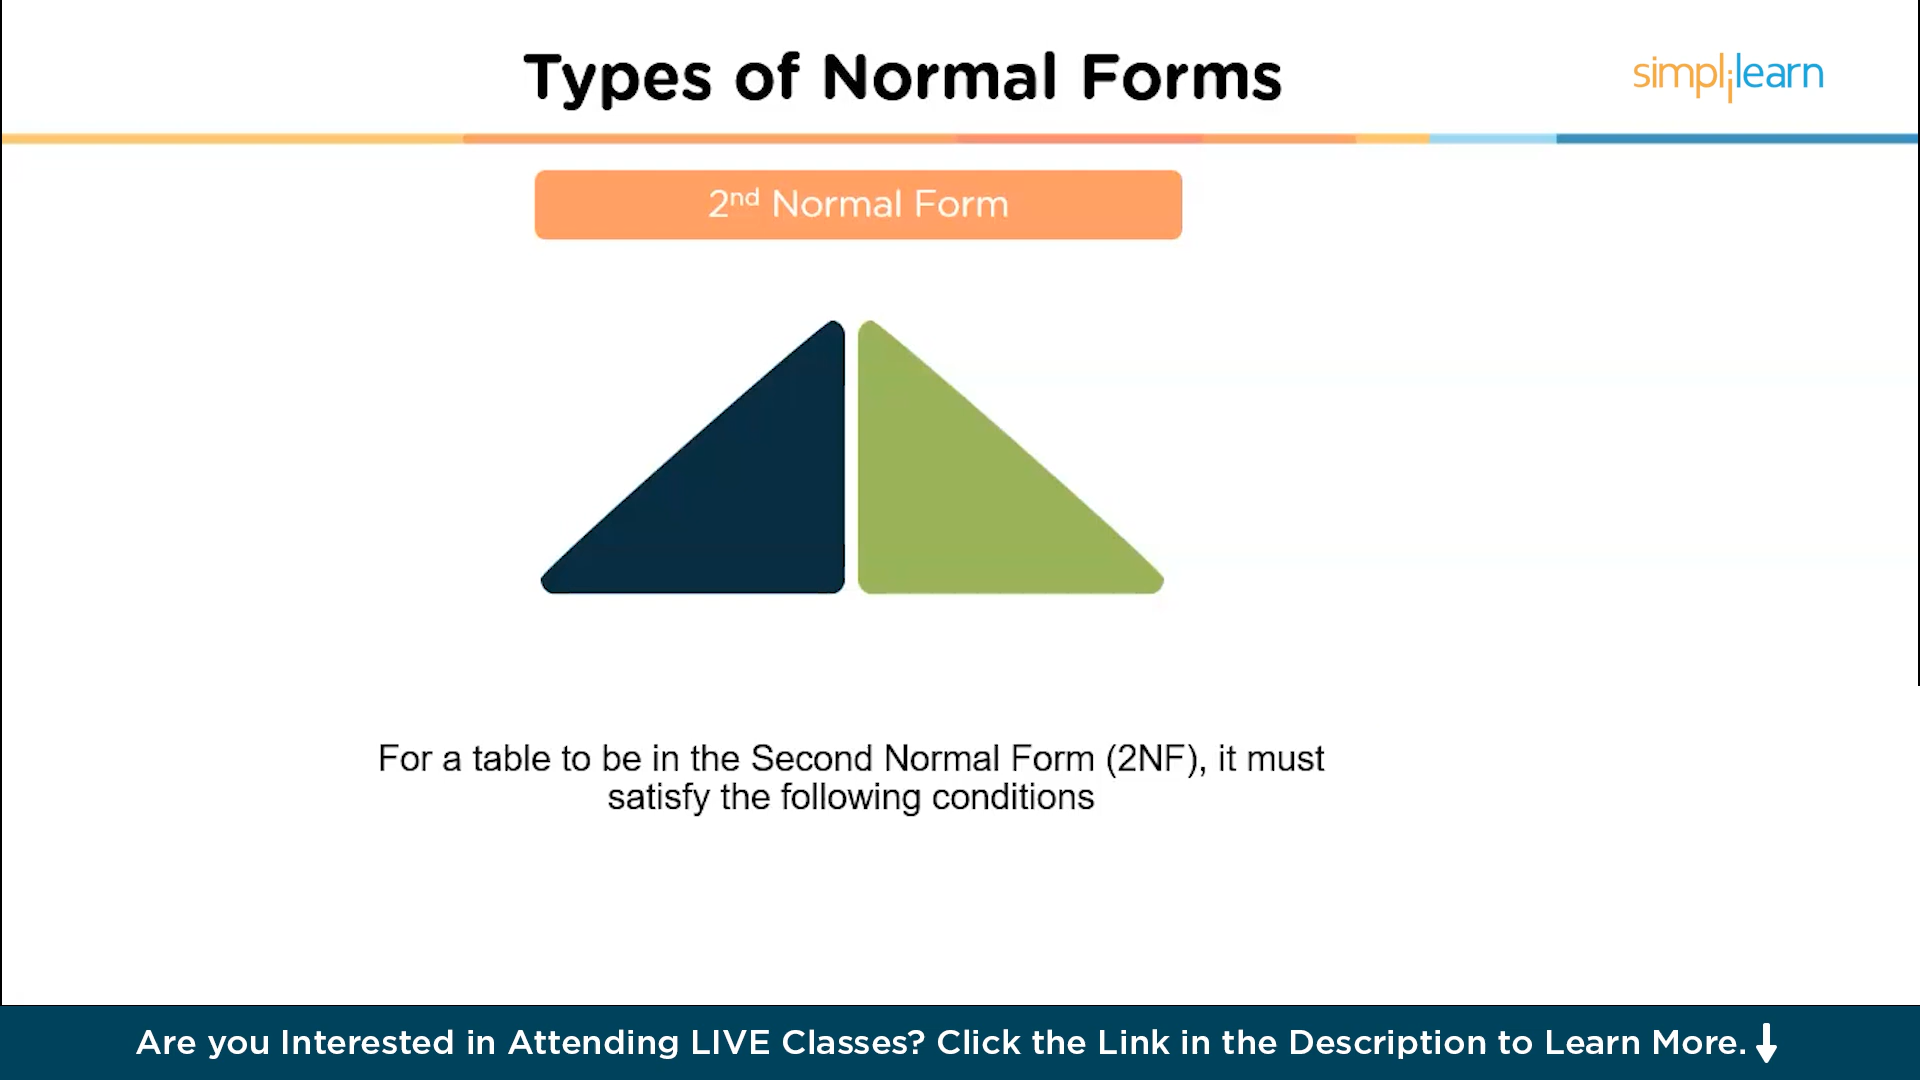 Types of Normal Forms
simplilearn
2nd Normal Form
For a table to be in the Second Normal Form (2NF), it must
satisfy the following conditions
Are you Interested in Attending LIVE Classes? Click the Link in the Description to Learn More.